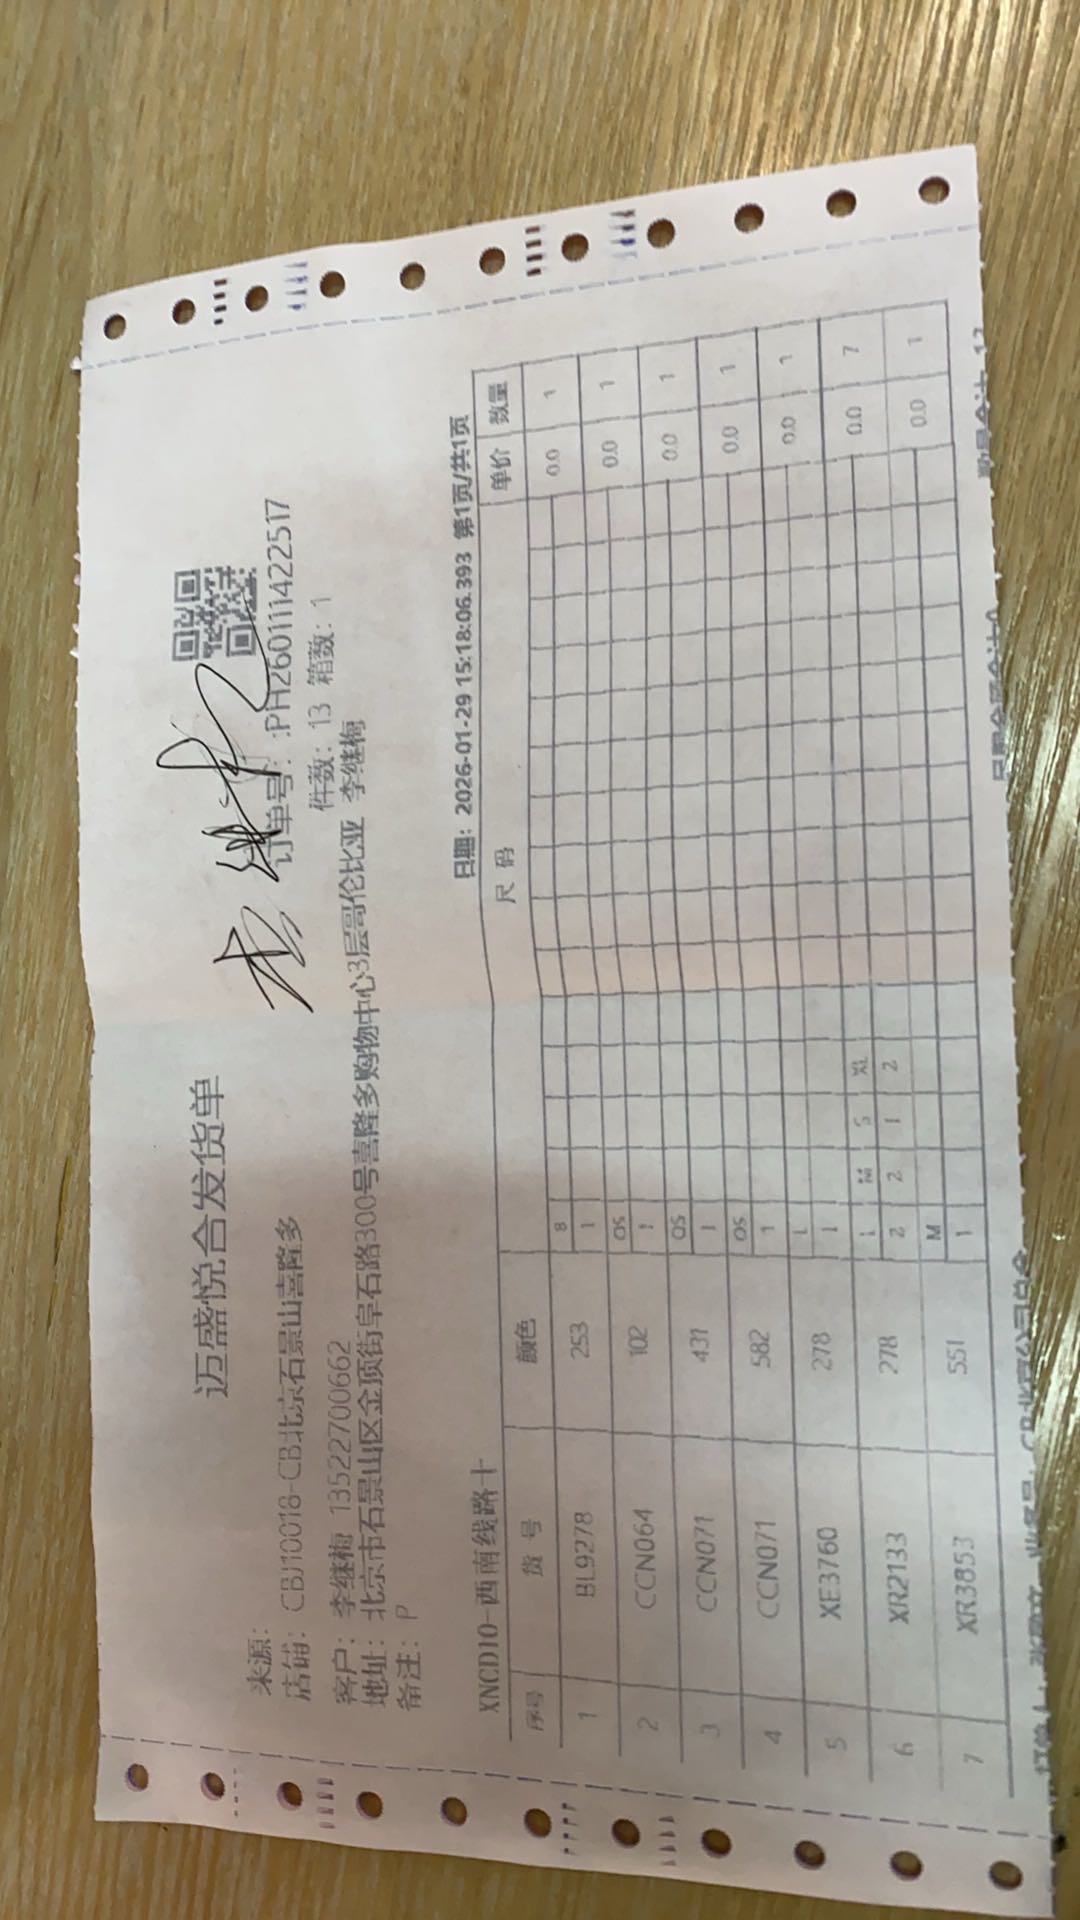 迈盛悦合发货单
来源:
订单号: :PH26011142251​7
店铺: CBJ10018-CB北京石景山喜隆多
件数: 13 箱数: 1
客户: 李继梅 13522700662
地址: 北京市石景山区金顶街阜石路300号喜隆多购物中心3层哥伦比亚 李继梅
备注: P
XNCD10-西南线路十 日期: 2026-01-29 15:18:06.393 第1页/共1页
序号 货 号 颜色 尺 码 单价 数量
8
1 BL9278 253 1 0.0 1
OS
2 CCN064 102 1 0.0 1
OS
3 CCN071 431 1 0.0 1
OS
4 CCN071 582 1 0.0 1
L
5 XE3760 278 1 0.0 1
L M S XL
6 XR2133 278 2 2 1 2 0.0 7
M
7 XR3853 551 1 0.0 1